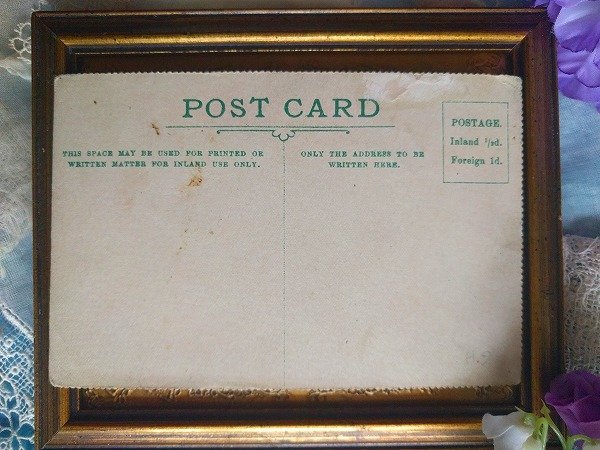 POST CARD
THIS SPACE MAY BE USED FOR PRINTED OR
WRITTEN MATTER FOR INLAND USE ONLY.
ONLY THE ADDRESS TO BE
WRITTEN HERE.
POSTAGE.
Inland ½d.
Foreign 1d.